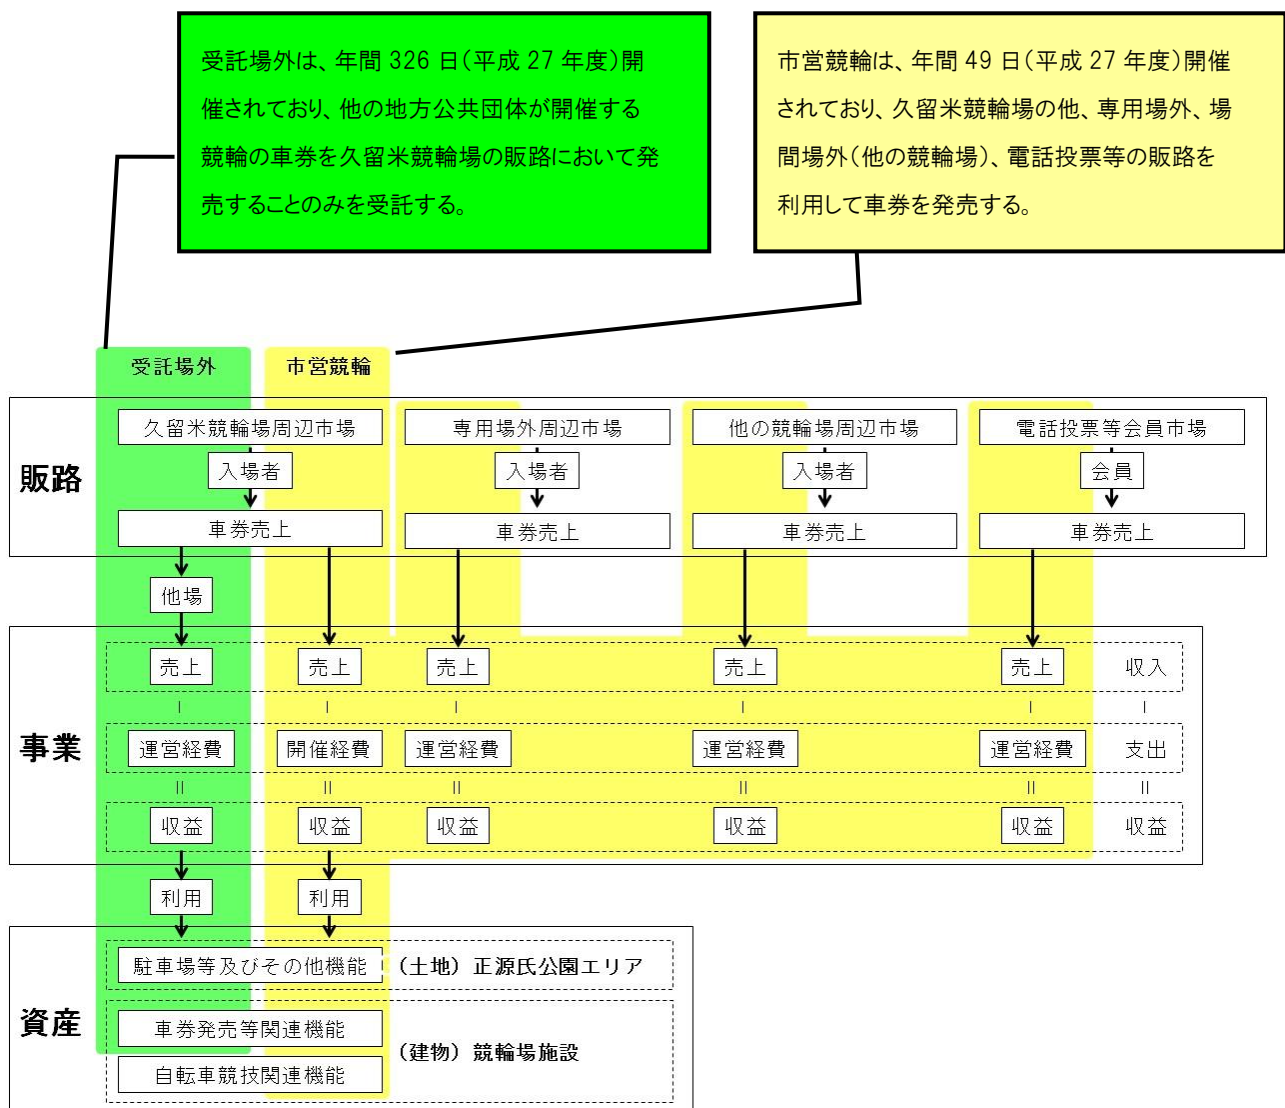 受託場外は、年間 326 日(平成 27 年度)開
催されており、他の地方公共団体が開催する
競輪の車券を久留米競輪場の販路において発
売することのみを受託する。
市営競輪は、年間 49 日(平成 27 年度)開催
されており、久留米競輪場の他、専用場外、場
間場外(他の競輪場)、電話投票等の販路を
利用して車券を発売する。
受託場外 市営競輪
販路
久留米競輪場周辺市場 専用場外周辺市場 他の競輪場周辺市場 電話投票等会員市場
入場者 入場者 入場者 会員
車券売上 車券売上 車券売上 車券売上
他場
事業
売上 売上 売上 売上 売上 収入
− − − − − −
運営経費 開催経費 運営経費 運営経費 運営経費 支出
= = = = = =
収益 収益 収益 収益 収益 収益
利用 利用
資産
駐車場等及びその他機能 (土地)正源氏公園エリア
車券発売等関連機能
(建物)競輪場施設
自転車競技関連機能